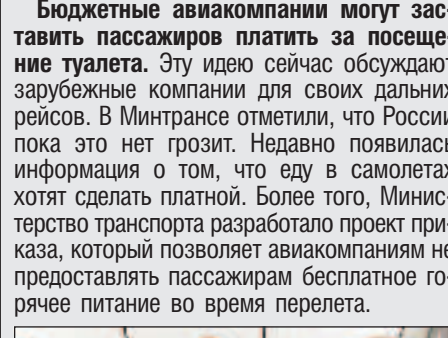 Бюджетные авиакомпании могут зас-
тавить пассажиров платить за посеще-
ние туалета. Эту идею сейчас обсуждают
зарубежные компании для своих дальних
рейсов. В Минтрансе отметили, что России
пока это нет грозит. Недавно появилась
информация о том, что еду в самолетах
хотят сделать платной. Более того, Минис-
терство транспорта разработало проект при-
каза, который позволяет авиакомпаниям не
предоставлять пассажирам бесплатное го-
рячее питание во время перелета.